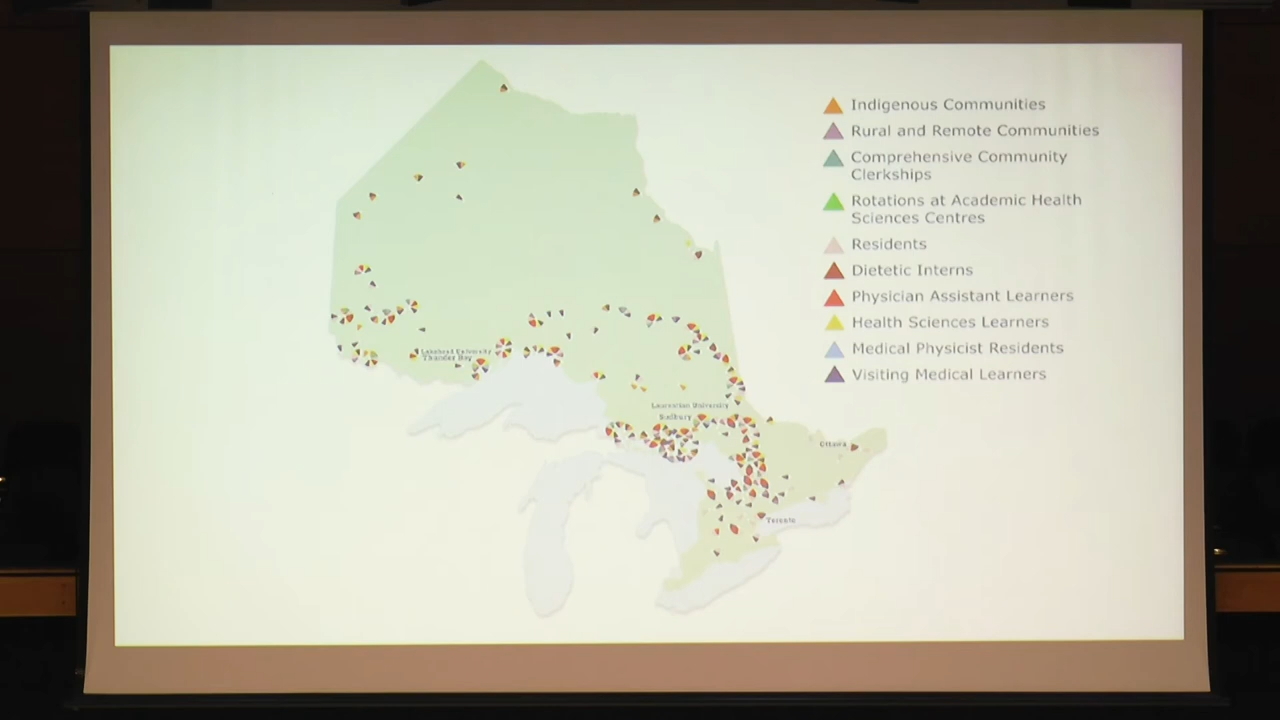 Indigenous Communities
Rural and Remote Communities
Comprehensive Community
Clerkships
Rotations at Academic Health
Sciences Centres
Residents
Dietetic Interns
Physician Assistant Learners
Health Sciences Learners
Medical Physicist Residents
Visiting Medical Learners
Lakehead University
Thunder Bay
Laurentian University
Sudbury
Ottawa
Toronto